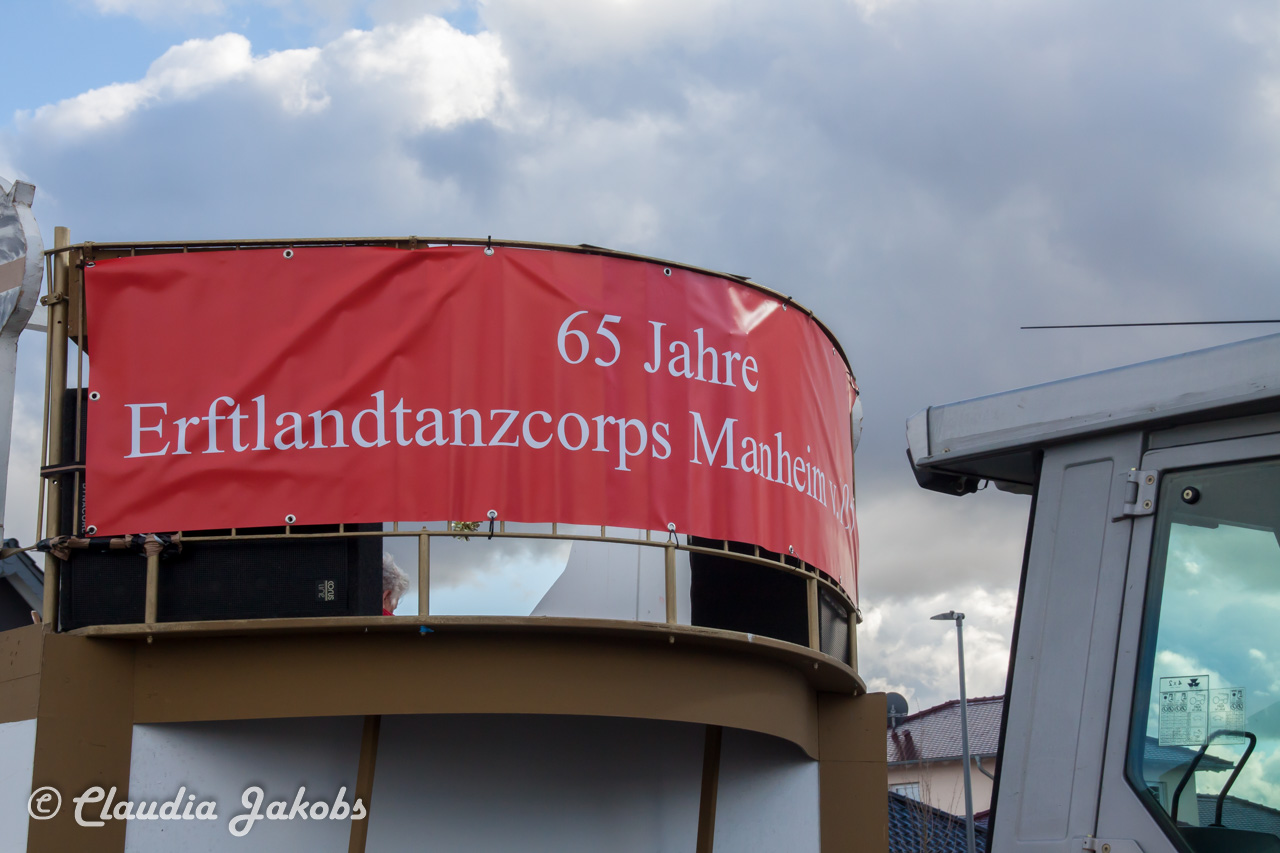 65 Jahre
Erftlandtanzcorps Manheim v.
© Claudia Jakobs